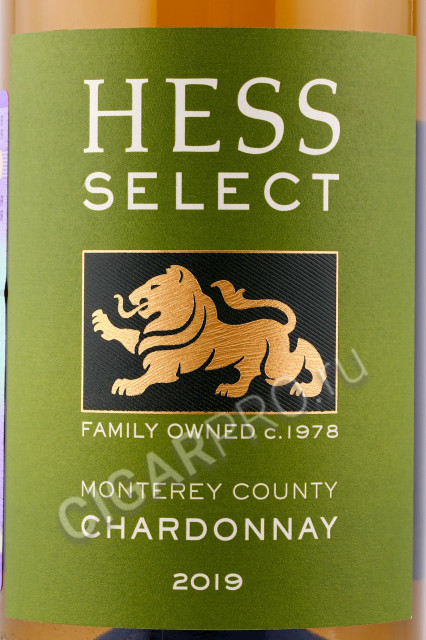 HESS
SELECT
FAMILY OWNED c.1978
MONTEREY COUNTY
CHARDONNAY
2019
CIGARPRO.ru